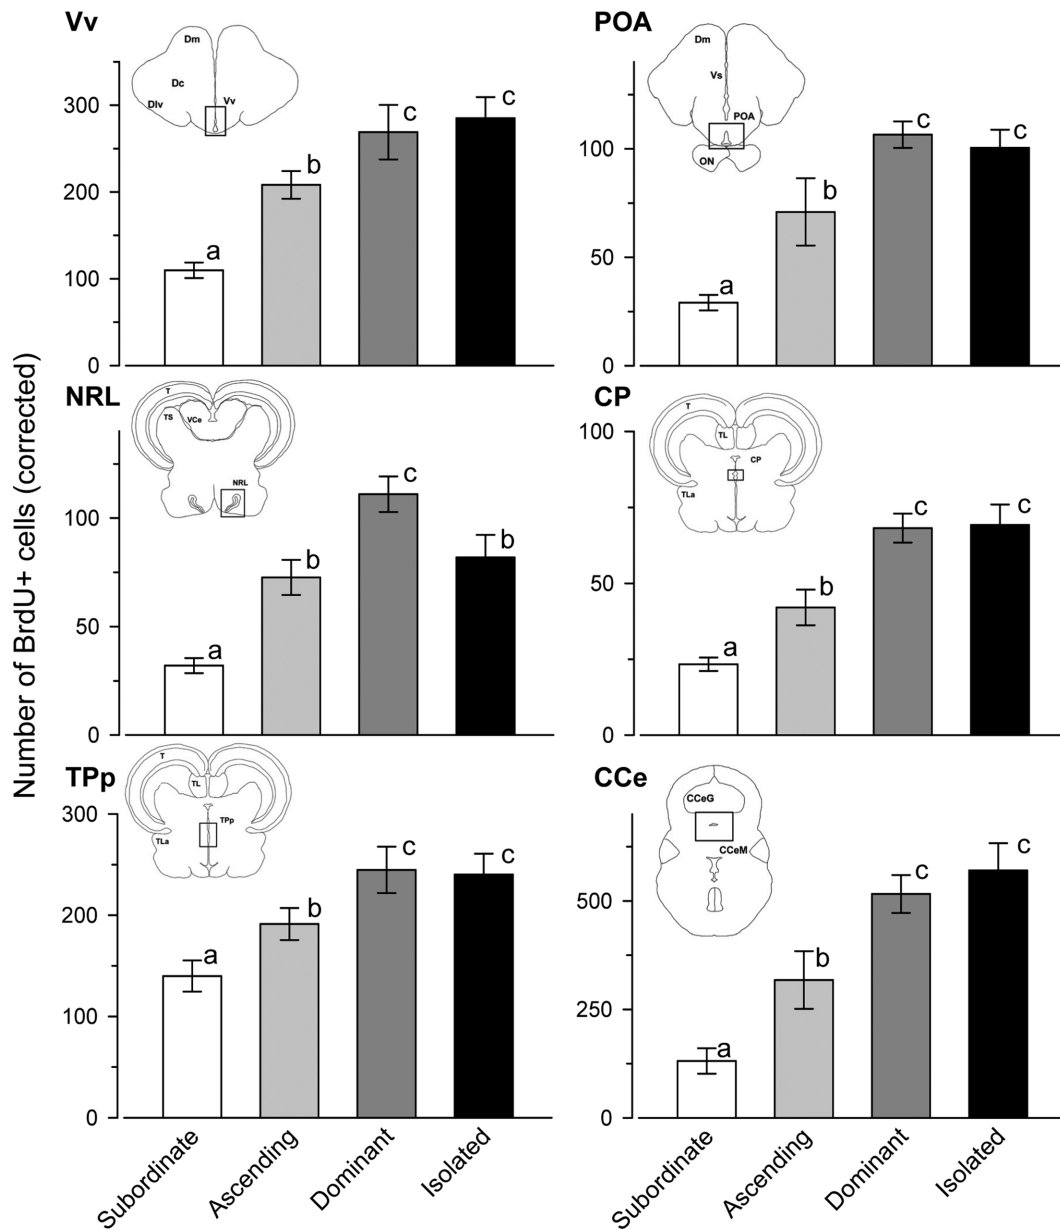 Number of BrdU+ cells (corrected)
Vv
Dm
Dc
Dlv
Vv
300
200
100
0
a
b
c
c
POA
Dm
Vs
POA
ON
100
50
0
a
b
c
c
NRL
T
TS
VCe
NRL
100
50
0
a
b
c
b
CP
T
TL
CP
TLa
100
50
0
a
b
c
c
TPp
T
TL
TPp
TLa
300
200
100
0
a
b
c
c
CCe
CCeG
CCeM
500
250
0
a
b
c
c
Subordinate
Ascending
Dominant
Isolated
Subordinate
Ascending
Dominant
Isolated